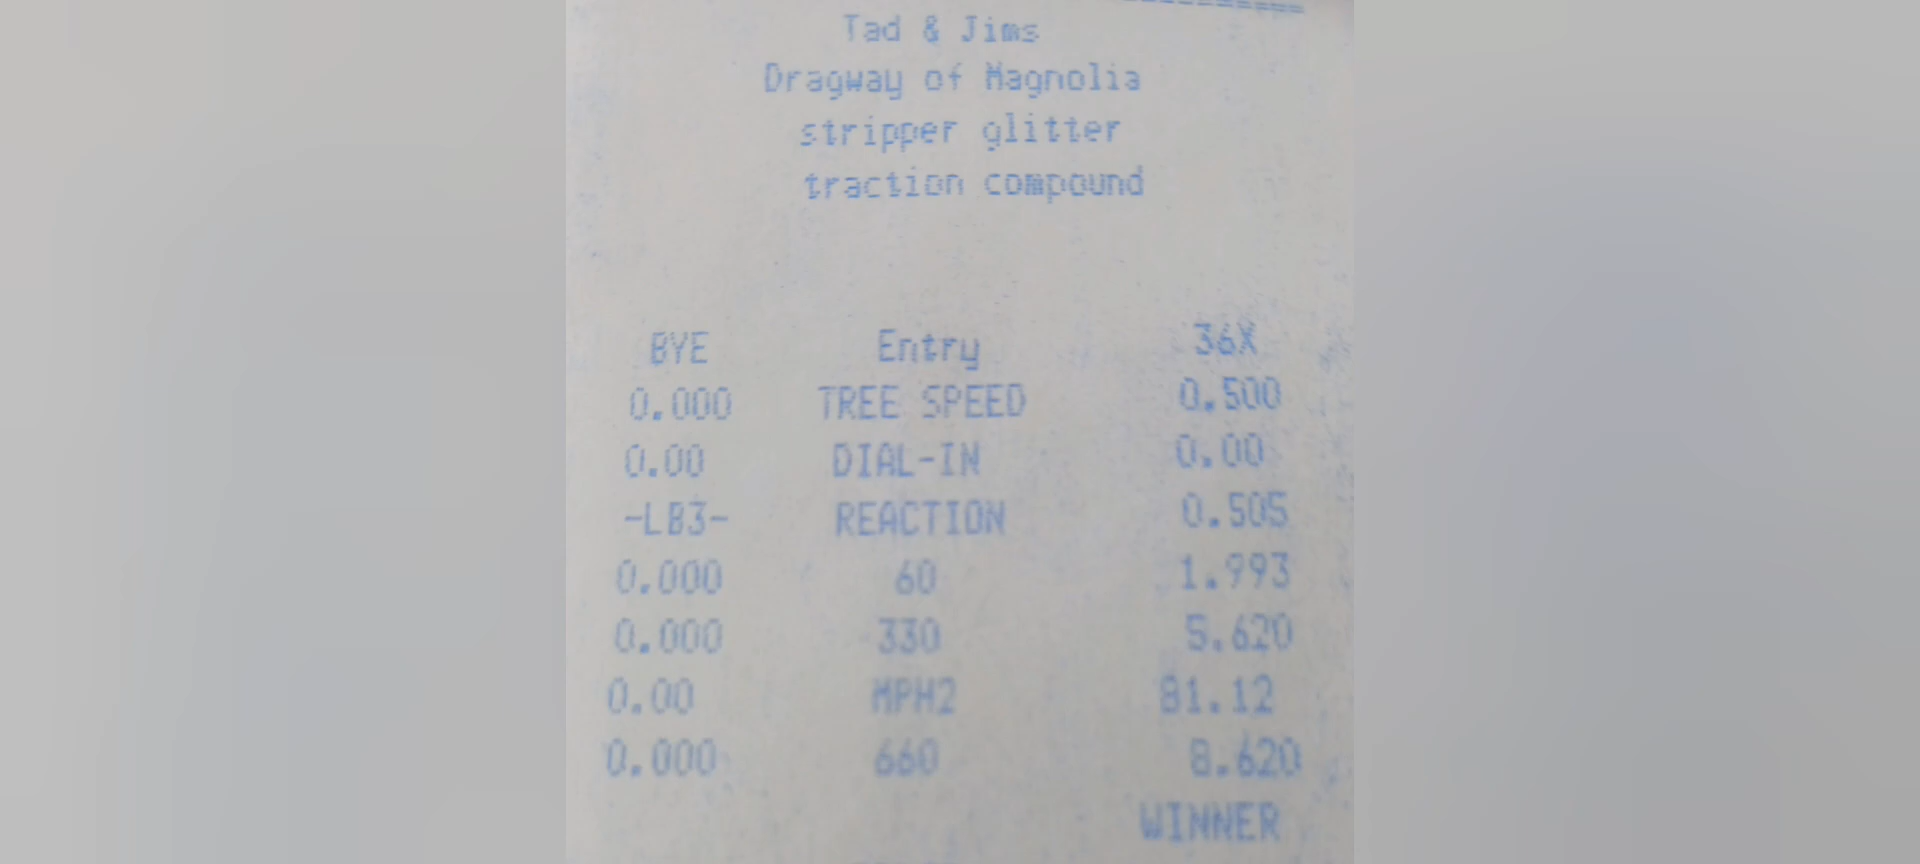 Tad & Jims
Dragway of Magnolia
stripper glitter
traction compound
BYE Entry 36X
0.000 TREE SPEED 0.500
0.00 DIAL-IN 0.00
-LB3- REACTION 0.505
0.000 60 1.993
0.000 330 5.620
0.00 MPH2 81.12
0.000 660 8.620
WINNER